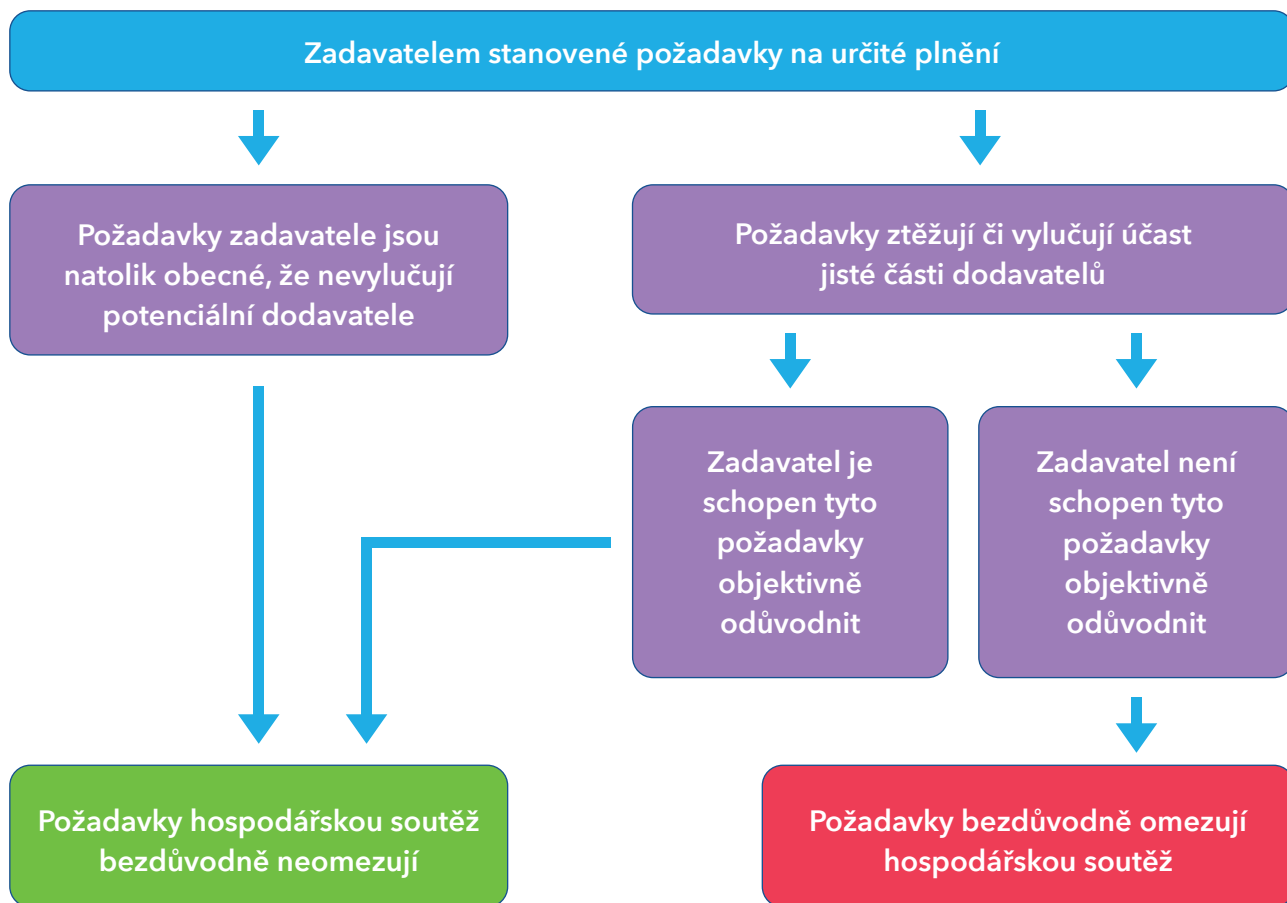 Zadavatelem stanovené požadavky na určité plnění
Požadavky zadavatele jsou
natolik obecné, že nevylučují
potenciální dodavatele
Požadavky ztěžují či vylučují účast
jisté části dodavatelů
Zadavatel je
schopen tyto
požadavky
objektivně
odůvodnit
Zadavatel není
schopen tyto
požadavky
objektivně
odůvodnit
Požadavky hospodářskou soutěž
bezdůvodně neomezují
Požadavky bezdůvodně omezují
hospodářskou soutěž